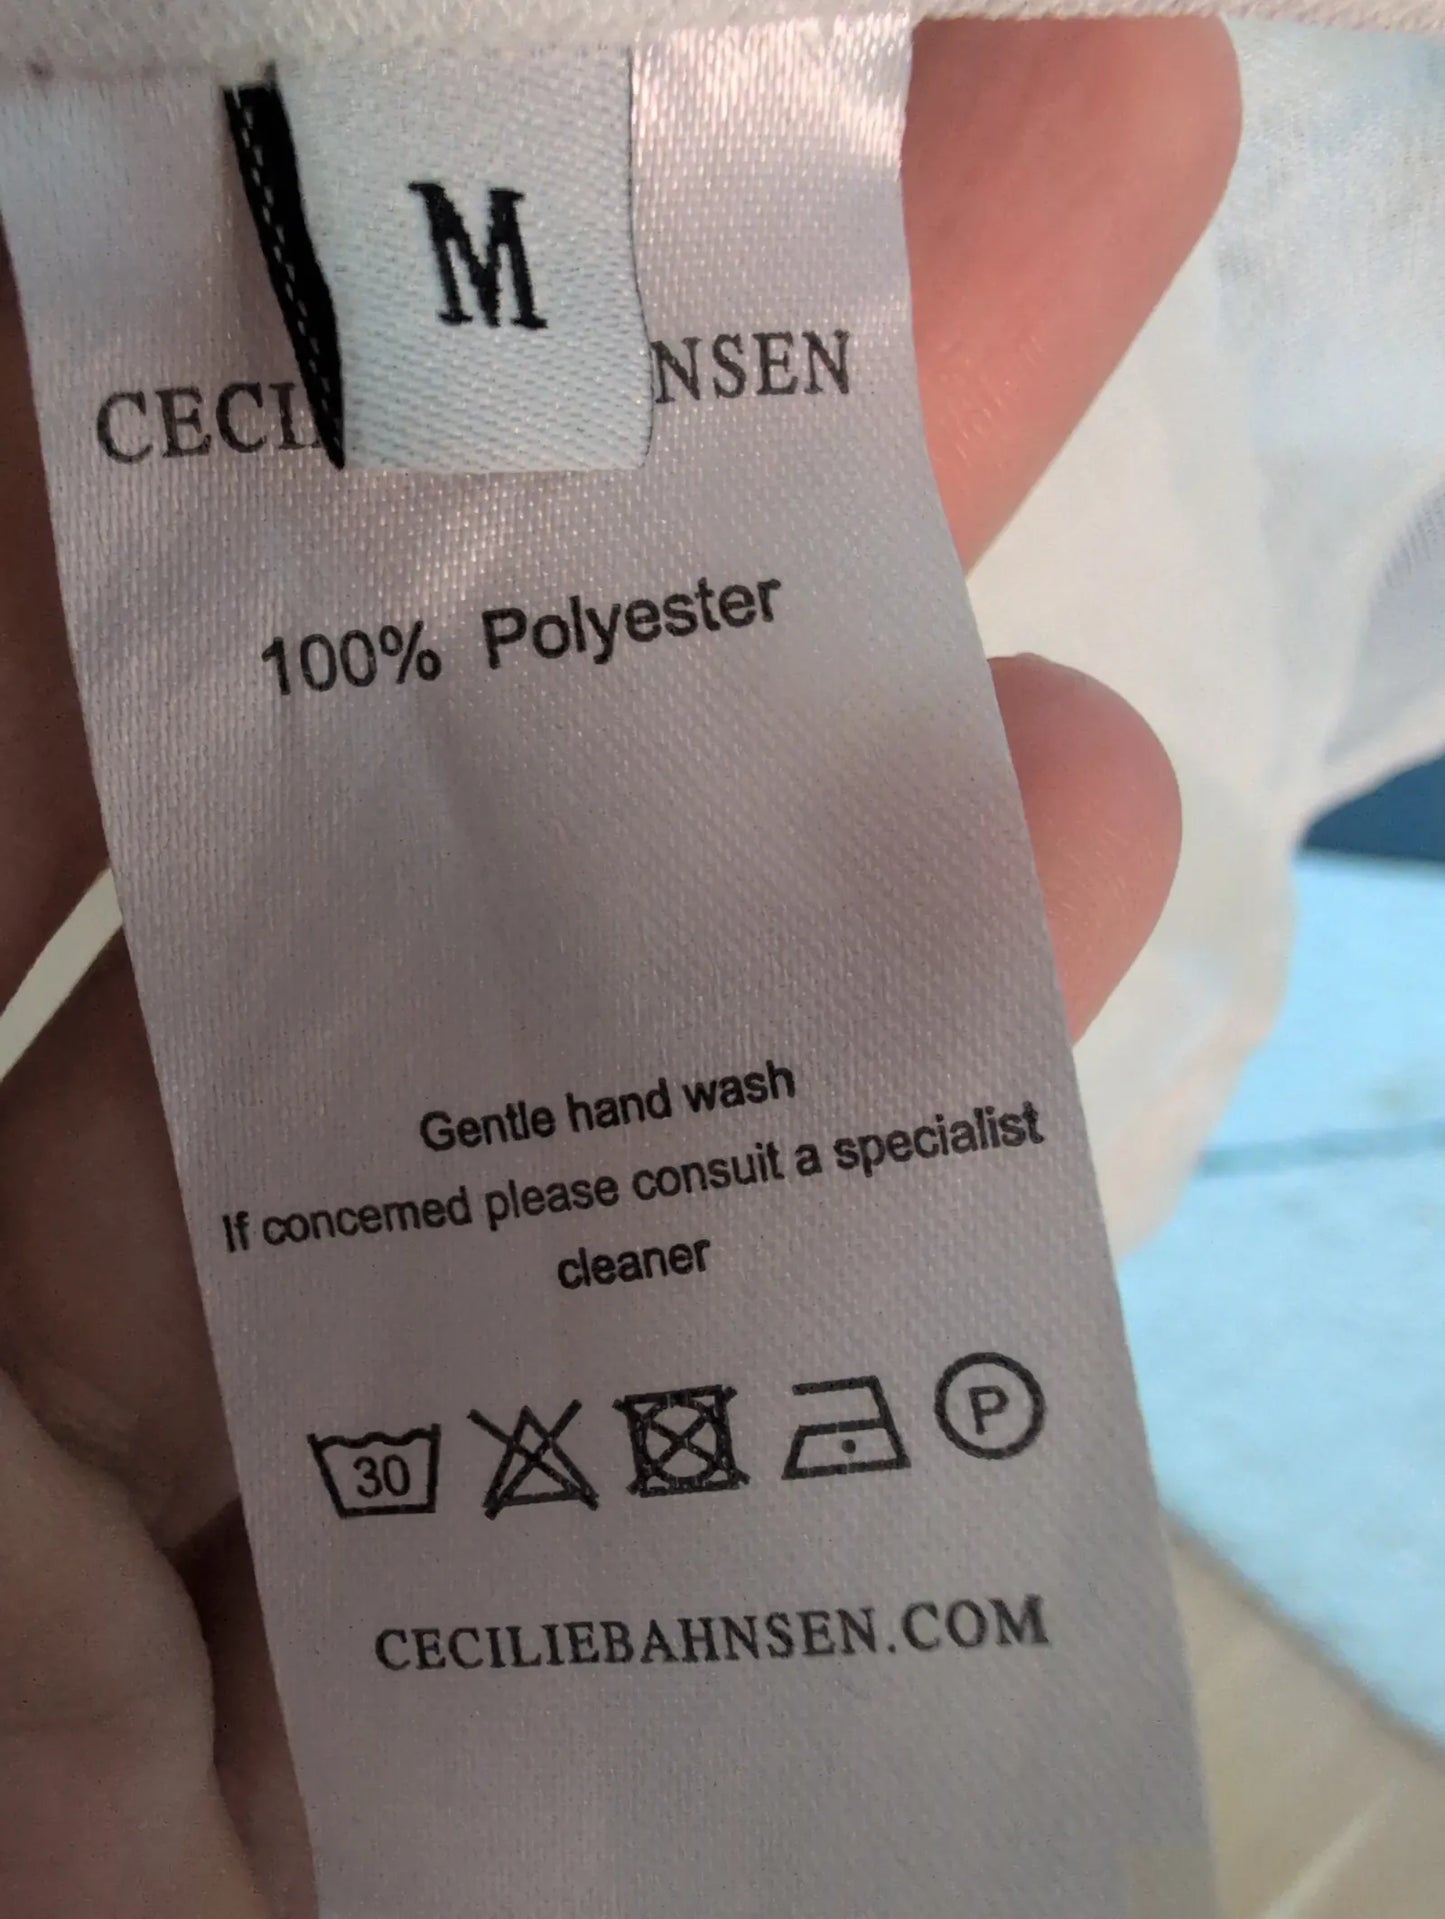 M
CECI NSEN
100% Polyester
Gentle hand wash
If concemed please consuit a specialist
cleaner
30
P
CECILIEBAHNSEN.COM